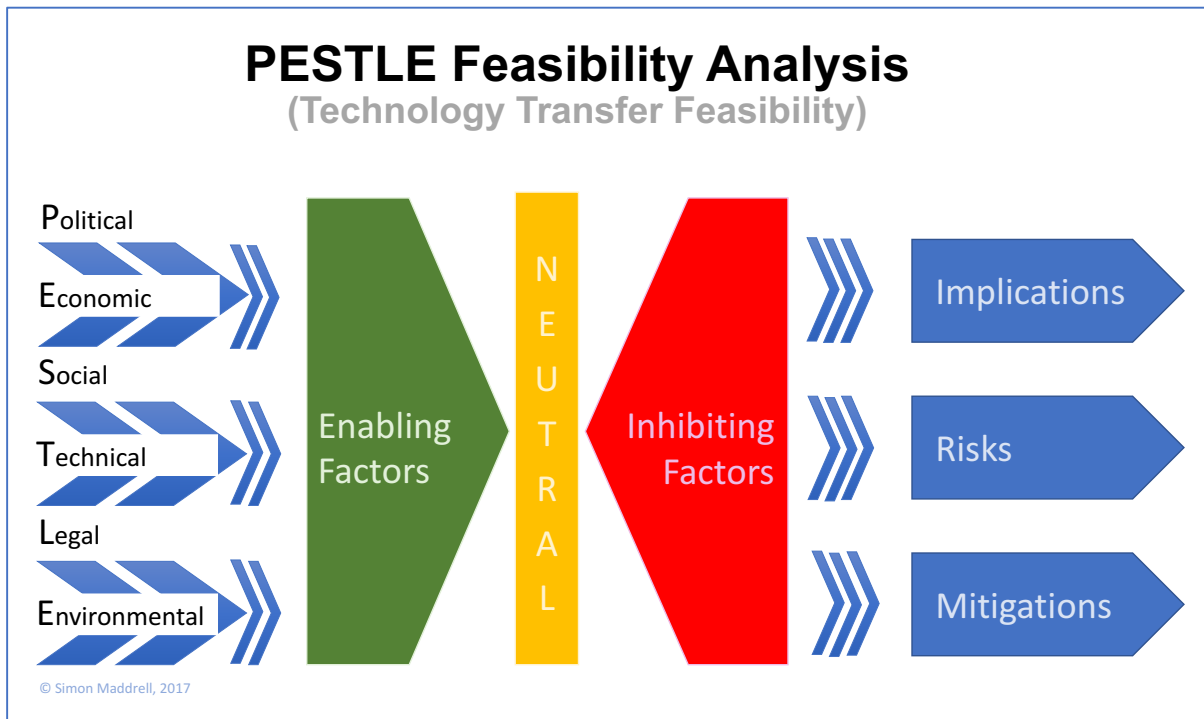 PESTLE Feasibility Analysis
(Technology Transfer Feasibility)
Political
Economic
Social
Technical
Legal
Environmental
Enabling
Factors
NEUTRAL
Inhibiting
Factors
Implications
Risks
Mitigations
© Simon Maddrell, 2017